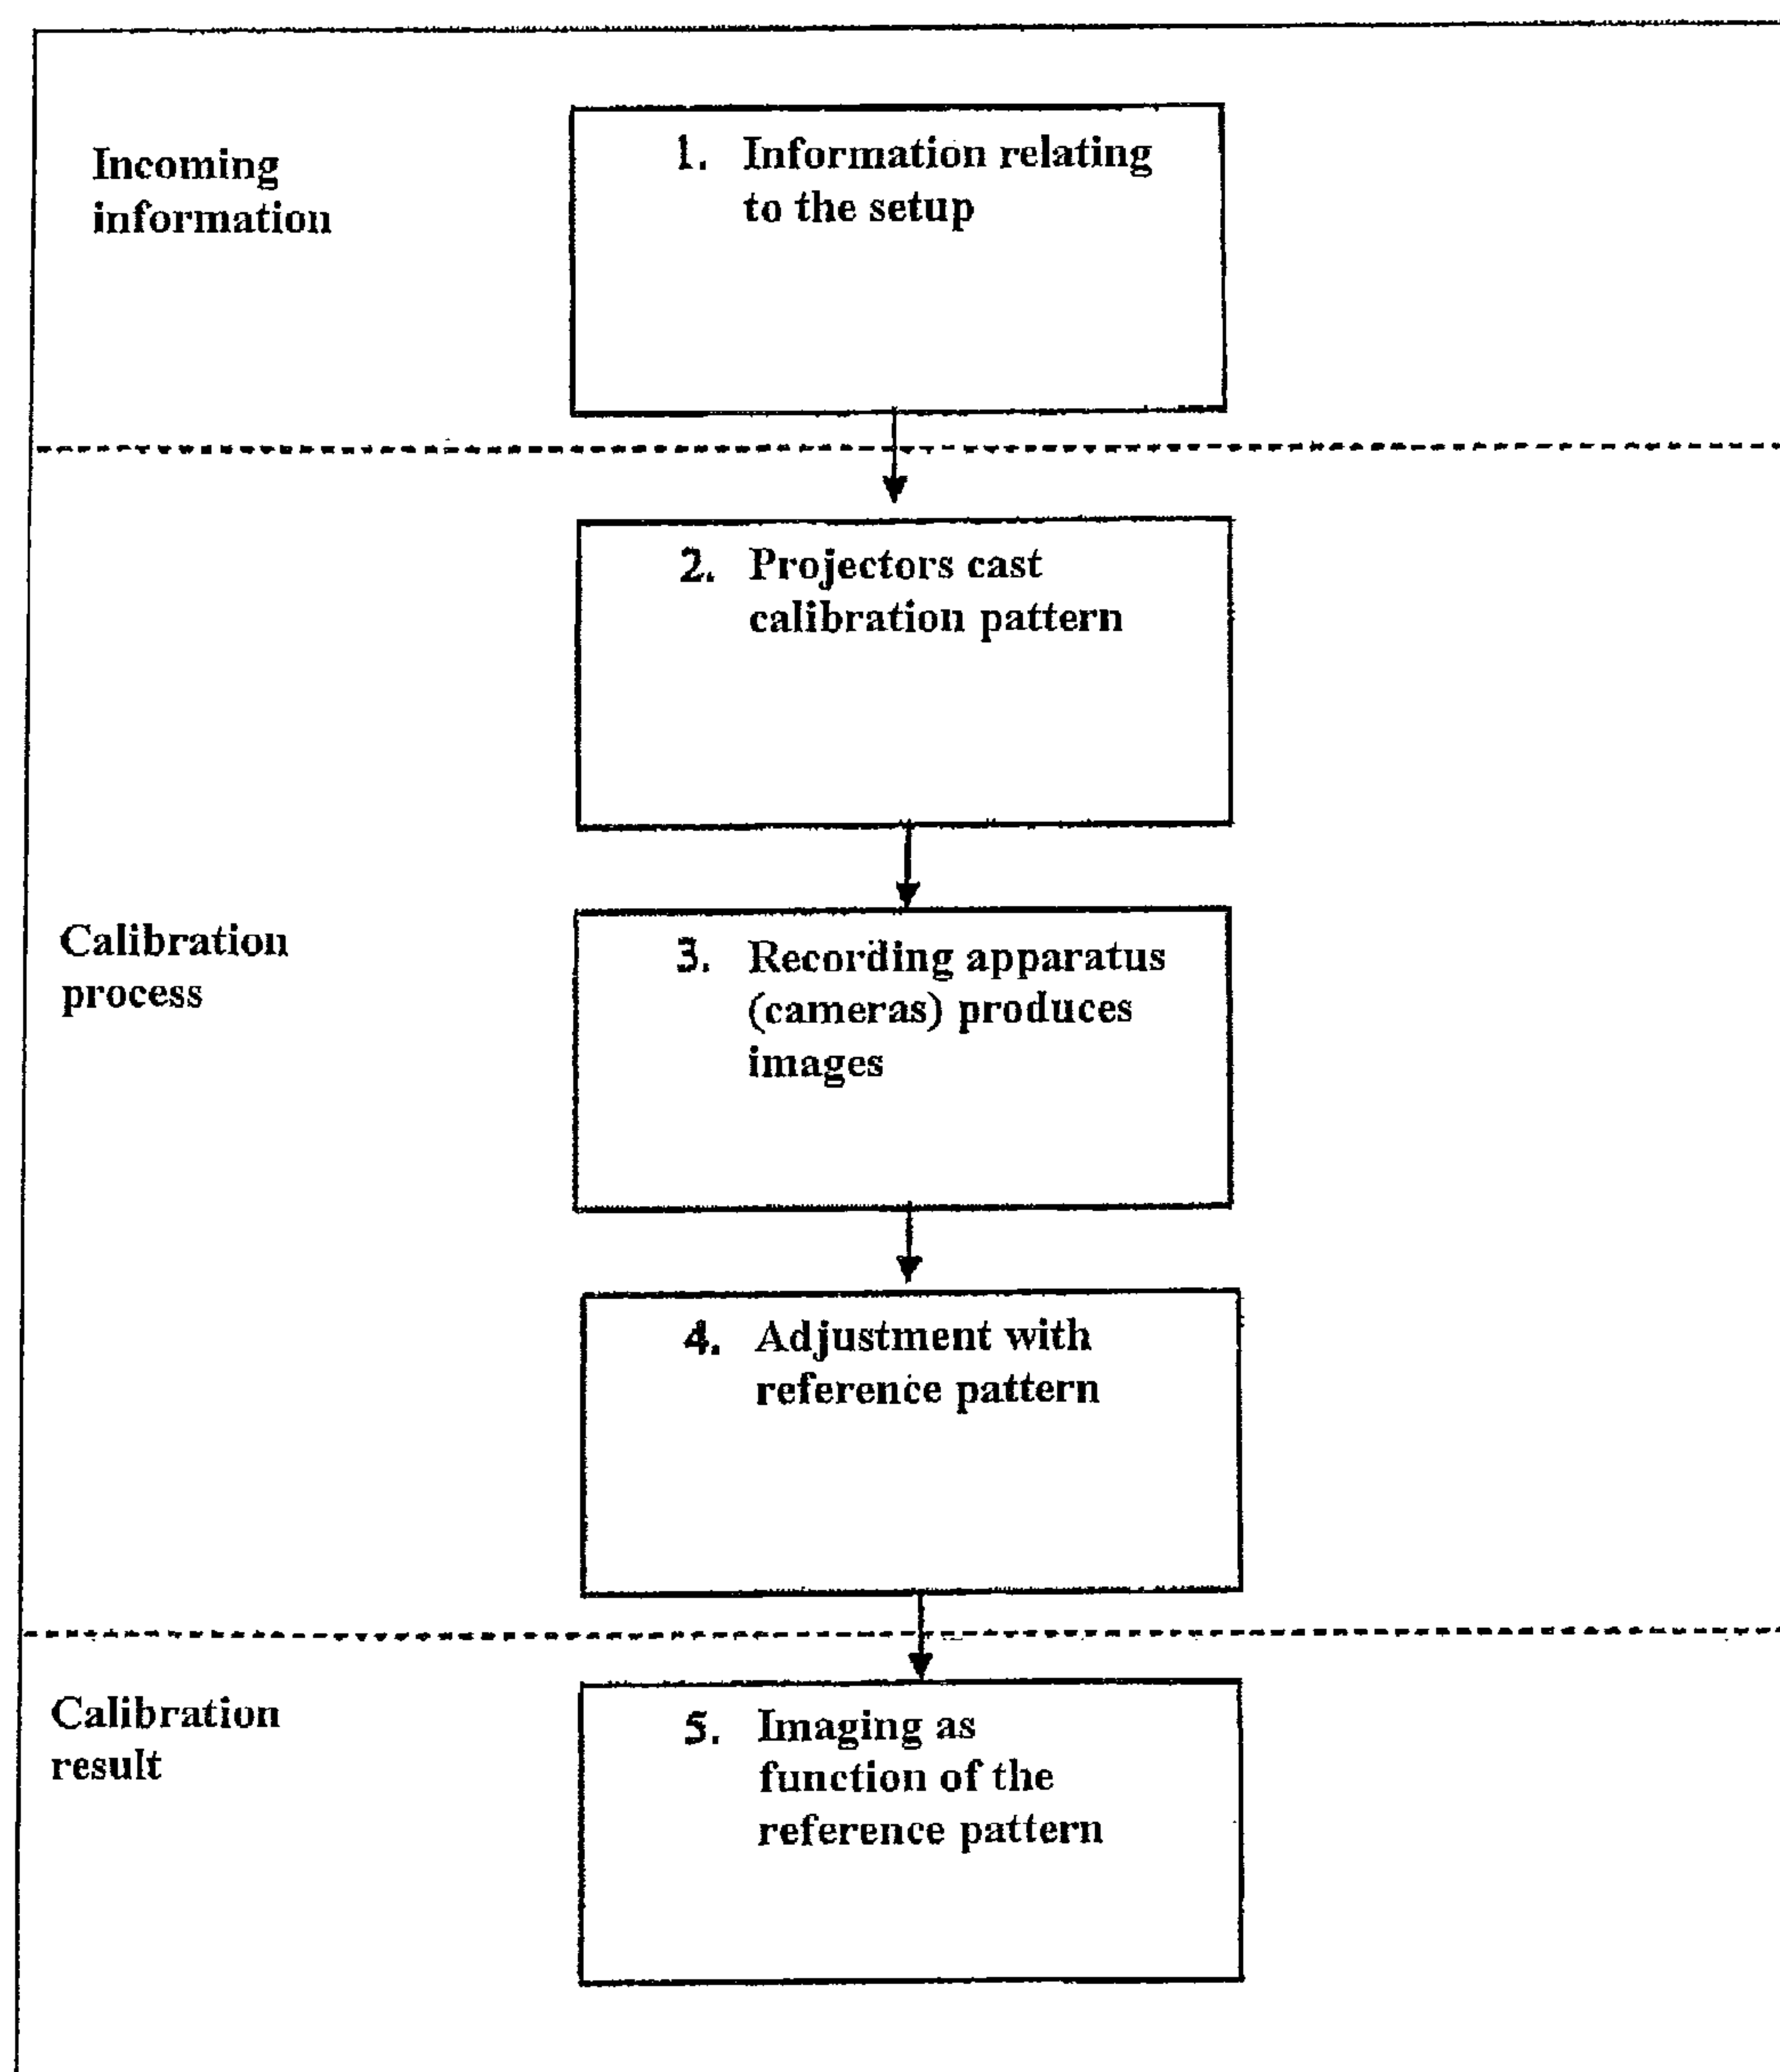 Incoming
information
1. Information relating
to the setup
2. Projectors cast
calibration pattern
Calibration
process
3. Recording apparatus
(cameras) produces
images
4. Adjustment with
reference pattern
Calibration
result
5. Imaging as
function of the
reference pattern